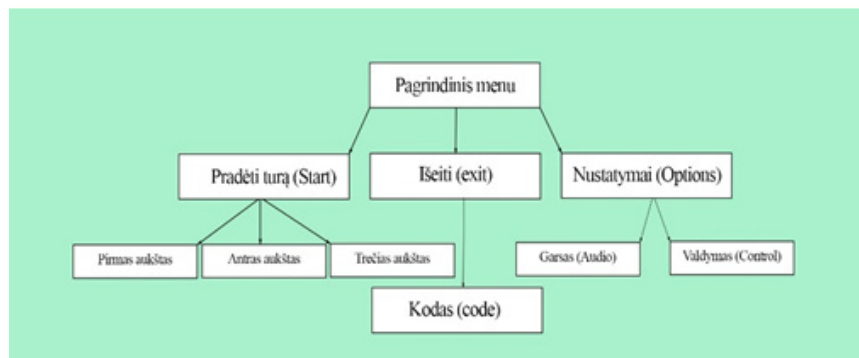 Pagrindinis menu
Pradėti turą (Start)
Išeiti (exit)
Nustatymai (Options)
Pirmas aukštas
Antras aukštas
Trečias aukštas
Garsas (Audio)
Valdymas (Control)
Kodas (code)